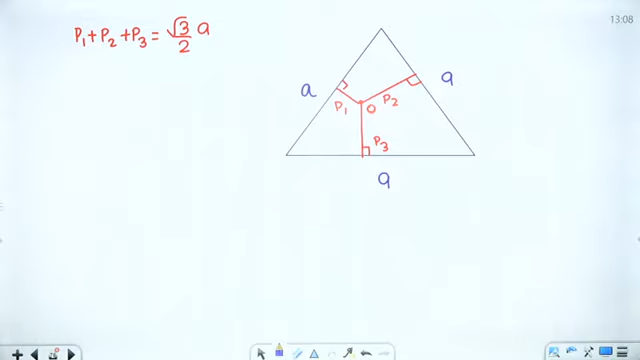 P₁+P₂+P₃=√3/2 a
13:08
a
a
P₁
P₂
O
P₃
a